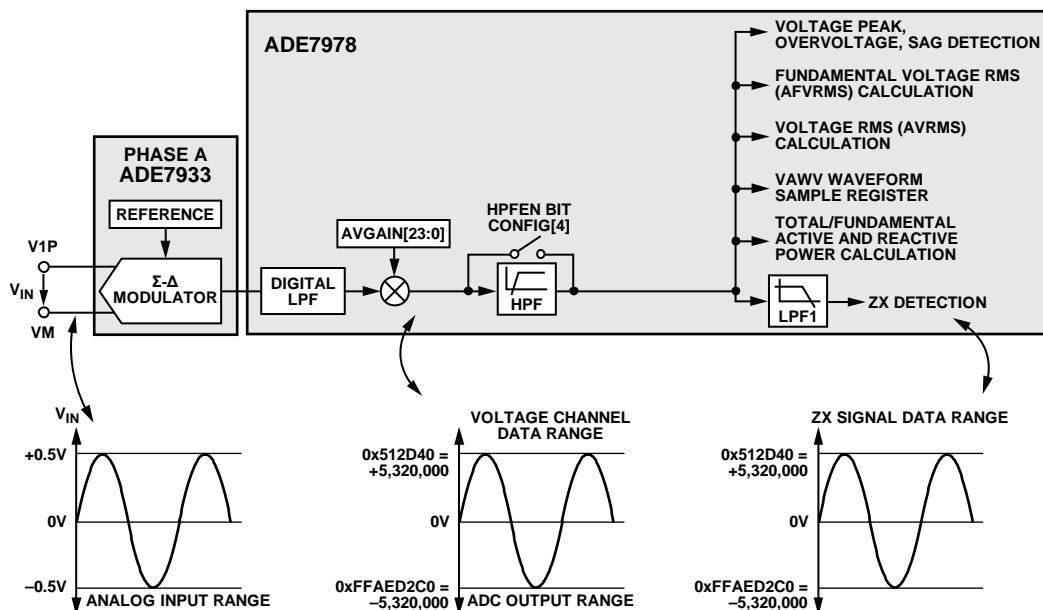 ADE7978
VOLTAGE PEAK,
OVERVOLTAGE, SAG DETECTION
FUNDAMENTAL VOLTAGE RMS
(AFVRMS) CALCULATION
VOLTAGE RMS (AVRMS)
CALCULATION
VAWV WAVEFORM
SAMPLE REGISTER
TOTAL/FUNDAMENTAL
ACTIVE AND REACTIVE
POWER CALCULATION
PHASE A
ADE7933
REFERENCE
V1P
VIN
VM
Σ-Δ
MODULATOR
DIGITAL
LPF
AVGAIN[23:0]
HPFEN BIT
CONFIG[4]
HPF
LPF1
ZX DETECTION
VIN
+0.5V
0V
–0.5V
ANALOG INPUT RANGE
VOLTAGE CHANNEL
DATA RANGE
0x512D40 =
+5,320,000
0V
0xFFAED2C0 =
–5,320,000
ADC OUTPUT RANGE
ZX SIGNAL DATA RANGE
0x512D40 =
+5,320,000
0V
0xFFAED2C0 =
–5,320,000